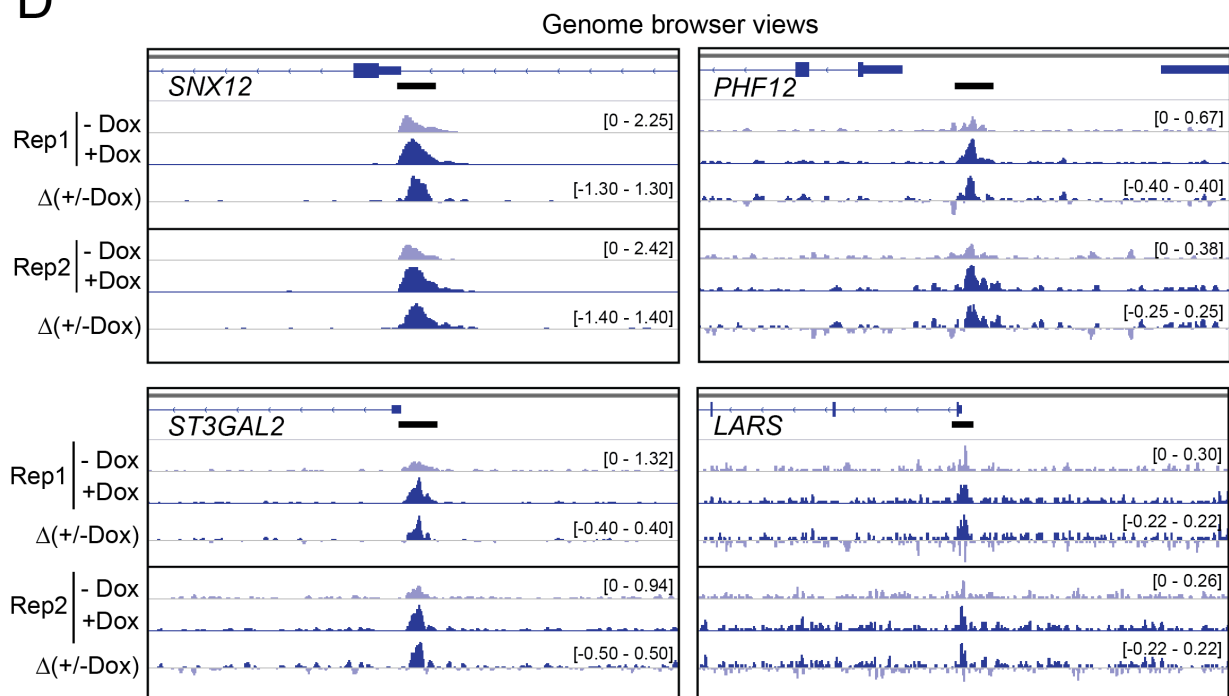 D
Genome browser views
SNX12
Rep1
- Dox
[0 - 2.25]
+Dox
Δ(+/-Dox)
[-1.30 - 1.30]
Rep2
- Dox
[0 - 2.42]
+Dox
Δ(+/-Dox)
[-1.40 - 1.40]
PHF12
[0 - 0.67]
[-0.40 - 0.40]
[0 - 0.38]
[-0.25 - 0.25]
ST3GAL2
Rep1
- Dox
[0 - 1.32]
+Dox
Δ(+/-Dox)
[-0.40 - 0.40]
Rep2
- Dox
[0 - 0.94]
+Dox
Δ(+/-Dox)
[-0.50 - 0.50]
LARS
[0 - 0.30]
[-0.22 - 0.22]
[0 - 0.26]
[-0.22 - 0.22]